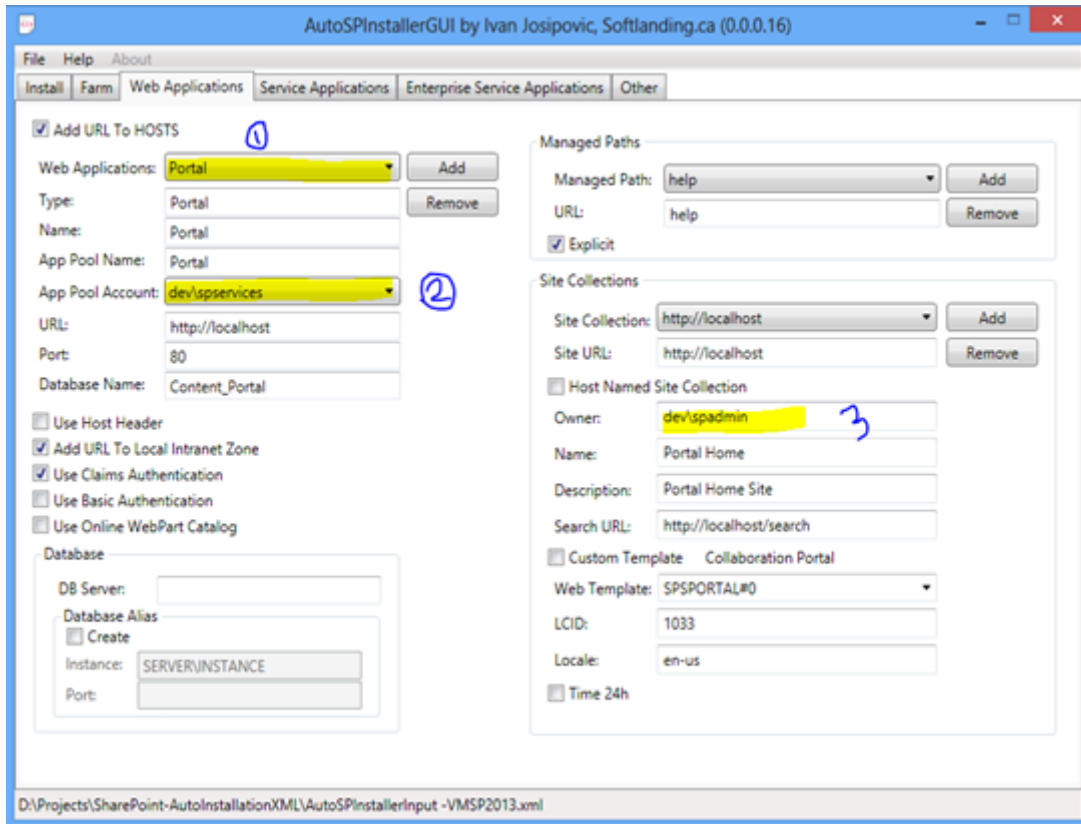 AutoSPInstallerGUI by Ivan Josipovic, Softlanding.ca (0.0.0.16)
File Help About
Install Farm Web Applications Service Applications Enterprise Service Applications Other
Add URL To HOSTS
1
Web Applications: Portal Add
Type: Portal Remove
Name: Portal
App Pool Name: Portal
App Pool Account: dev\spservices
2
URL: http://localhost
Port: 80
Database Name: Content_Portal
Use Host Header
Add URL To Local Intranet Zone
Use Claims Authentication
Use Basic Authentication
Use Online WebPart Catalog
Database
DB Server:
Database Alias
Create
Instance: SERVER\INSTANCE
Port:
Managed Paths
Managed Path: help Add
URL: help Remove
Explicit
Site Collections
Site Collection: http://localhost Add
Site URL: http://localhost Remove
Host Named Site Collection
Owner: dev\spadmin 3
Name: Portal Home
Description: Portal Home Site
Search URL: http://localhost/search
Custom Template Collaboration Portal
Web Template: SPSPORTAL#0
LCID: 1033
Locale: en-us
Time 24h
D:\Projects\SharePoint-AutoInstallationXML\AutoSPInstallerInput -VMSP2013.xml